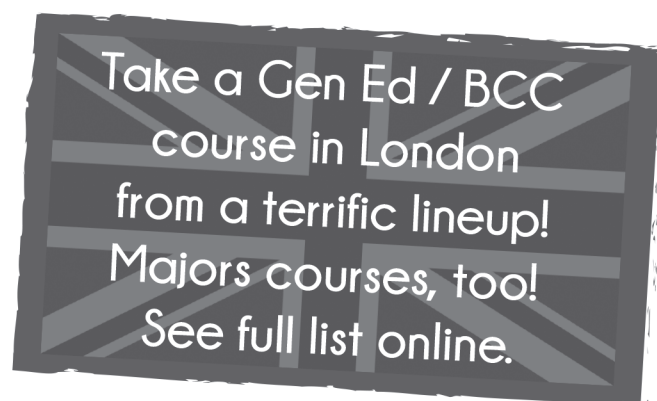 Take a Gen Ed / BCC
course in London
from a terrific lineup!
Majors courses, too!
See full list online.